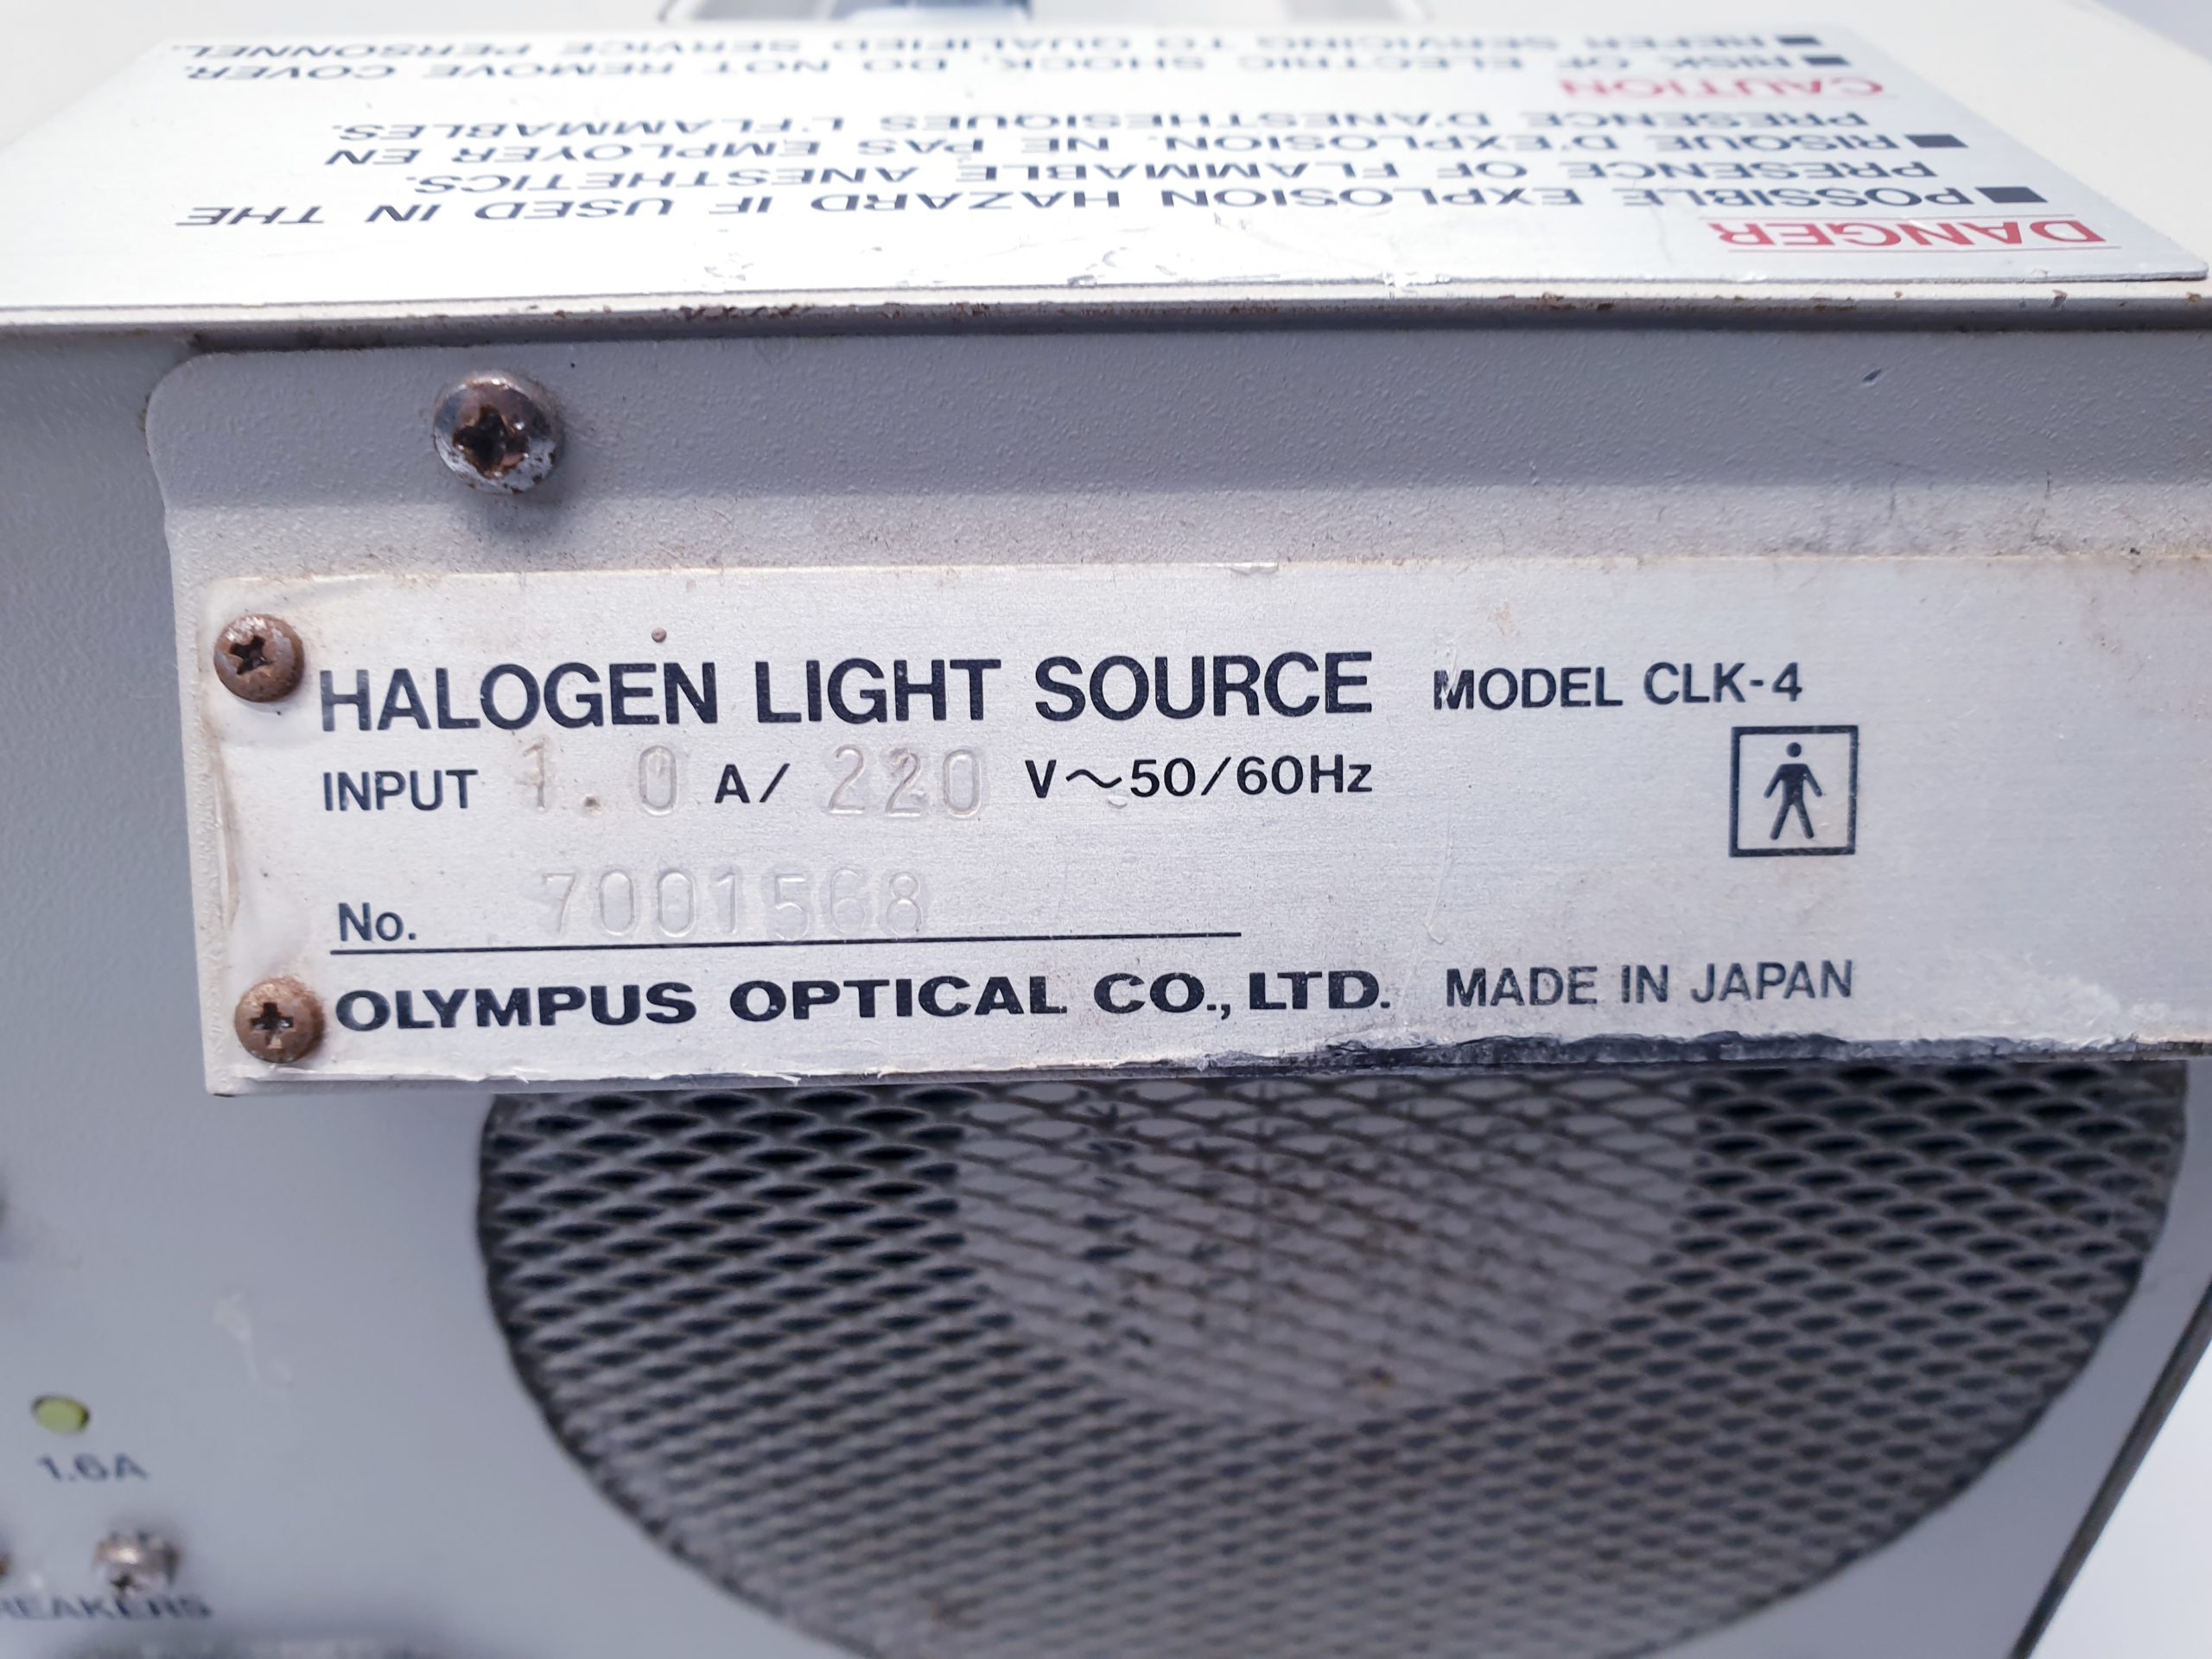 DANGER
■ POSSIBLE EXPLOSION HAZARD IF USED IN THE
PRESENCE OF FLAMMABLE ANESTHETICS.
■ RISQUE D'EXPLOSION. NE PAS EMPLOYER EN
PRESENCE D'ANESTHESIQUES L'FLAMMABLES.
CAUTION
■ RISK OF ELECTRIC SHOCK. DO NOT REMOVE COVER.
■ REFER SERVICING TO QUALIFIED SERVICE PERSONNEL.
HALOGEN LIGHT SOURCE MODEL CLK-4
INPUT 1.0 A/ 220 V~50/60Hz
No. 7001568
OLYMPUS OPTICAL CO., LTD. MADE IN JAPAN
1.6A
REAKERS